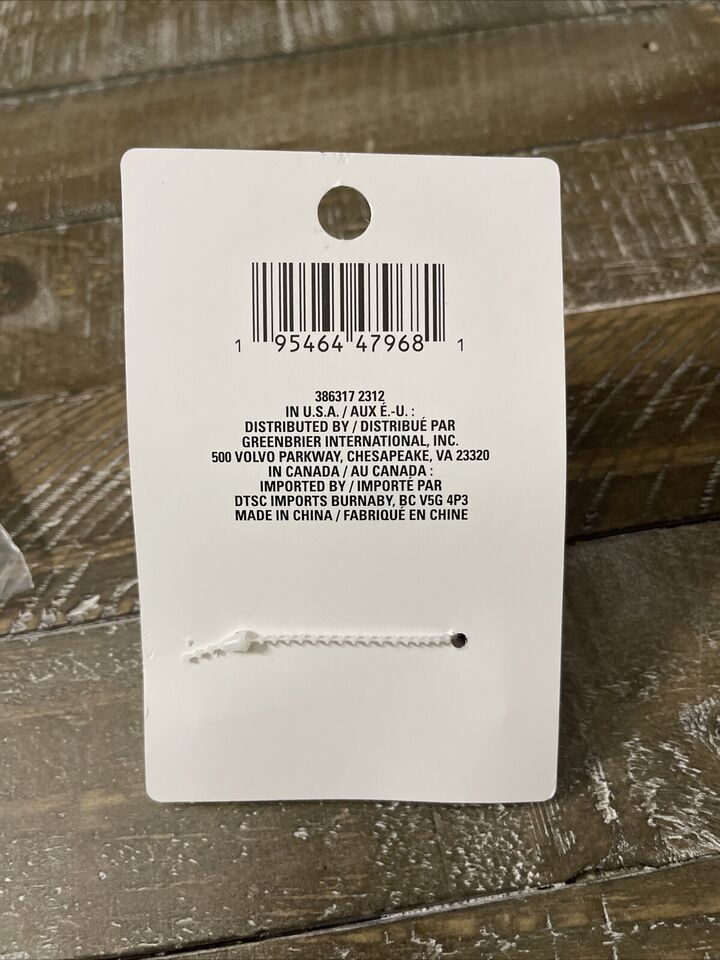 1 95464 47968 1
386317 2312
IN U.S.A. / AUX É.-U. :
DISTRIBUTED BY / DISTRIBUÉ PAR
GREENBRIER INTERNATIONAL, INC.
500 VOLVO PARKWAY, CHESAPEAKE, VA 23320
IN CANADA / AU CANADA :
IMPORTED BY / IMPORTÉ PAR
DTSC IMPORTS BURNABY, BC V5G 4P3
MADE IN CHINA / FABRIQUÉ EN CHINE